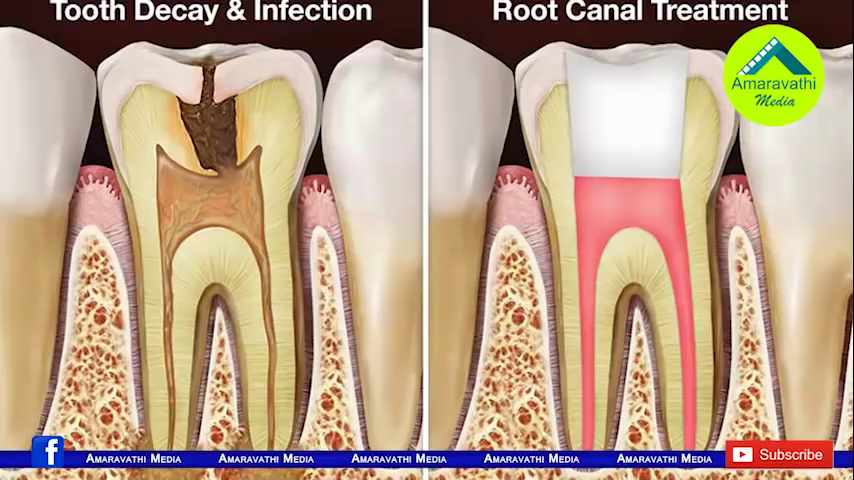 Tooth Decay & Infection
Root Canal Treatment
Amaravathi
Media
f AMARAVATHI MEDIA AMARAVATHI MEDIA AMARAVATHI MEDIA AMARAVATHI MEDIA AMARAVATHI MEDIA Subscribe